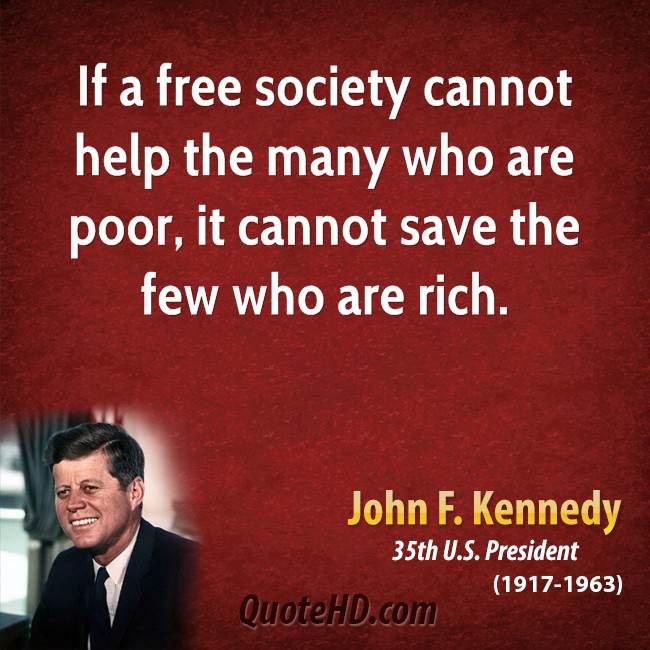 If a free society cannot
help the many who are
poor, it cannot save the
few who are rich.
John F. Kennedy
35th U.S. President
(1917-1963)
QuoteHD.com